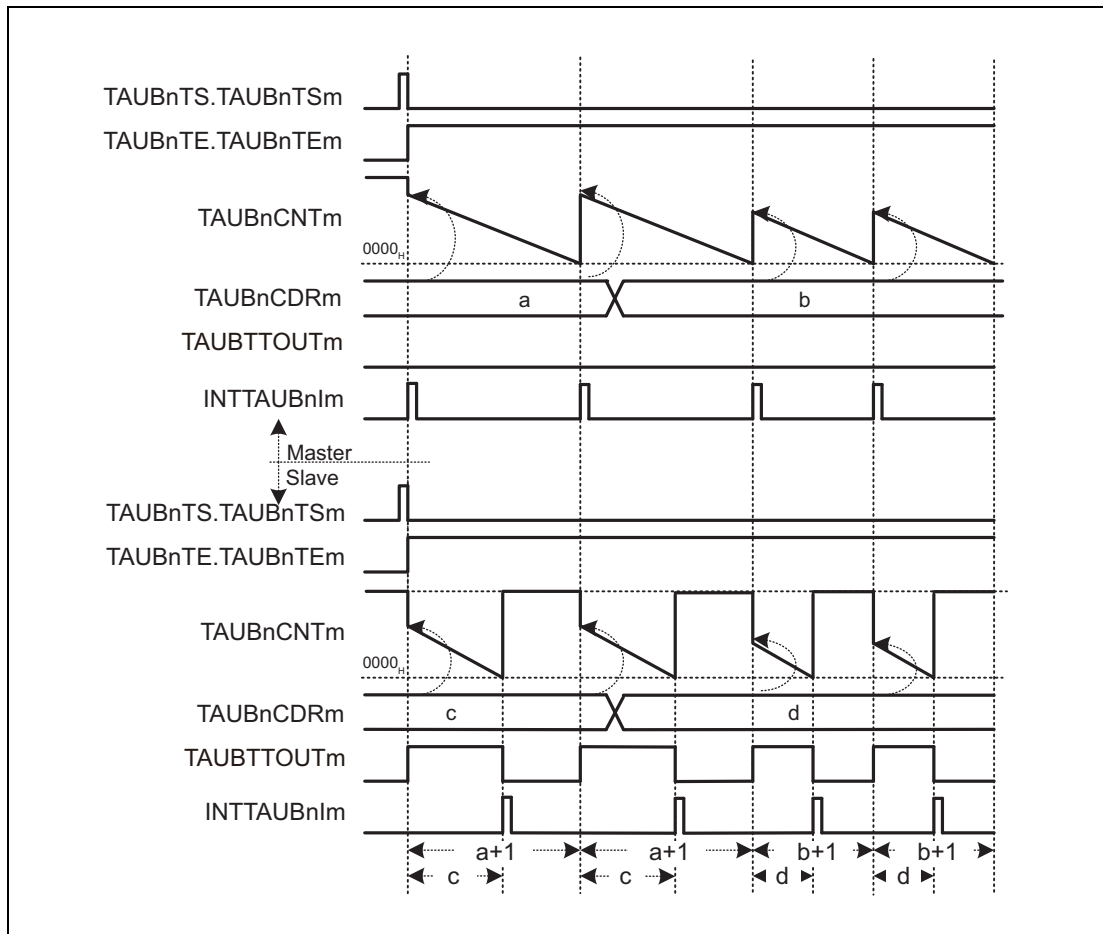 TAUBnTS.TAUBnTSm
TAUBnTE.TAUBnTEm
TAUBnCNTm
0000H
TAUBnCDRm
a
b
TAUBTTOUTm
INTTAUBnIm
Master
Slave
TAUBnTS.TAUBnTSm
TAUBnTE.TAUBnTEm
TAUBnCNTm
0000H
TAUBnCDRm
c
d
TAUBTTOUTm
INTTAUBnIm
a+1 a+1 b+1 b+1
c c d d